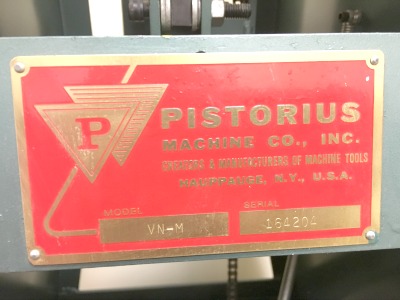 P
PISTORIUS
MACHINE CO., INC.
DESIGNERS & MANUFACTURERS OF MACHINE TOOLS
HAUPPAUGE, N.Y., U.S.A.
MODEL SERIAL
VN-M 164204